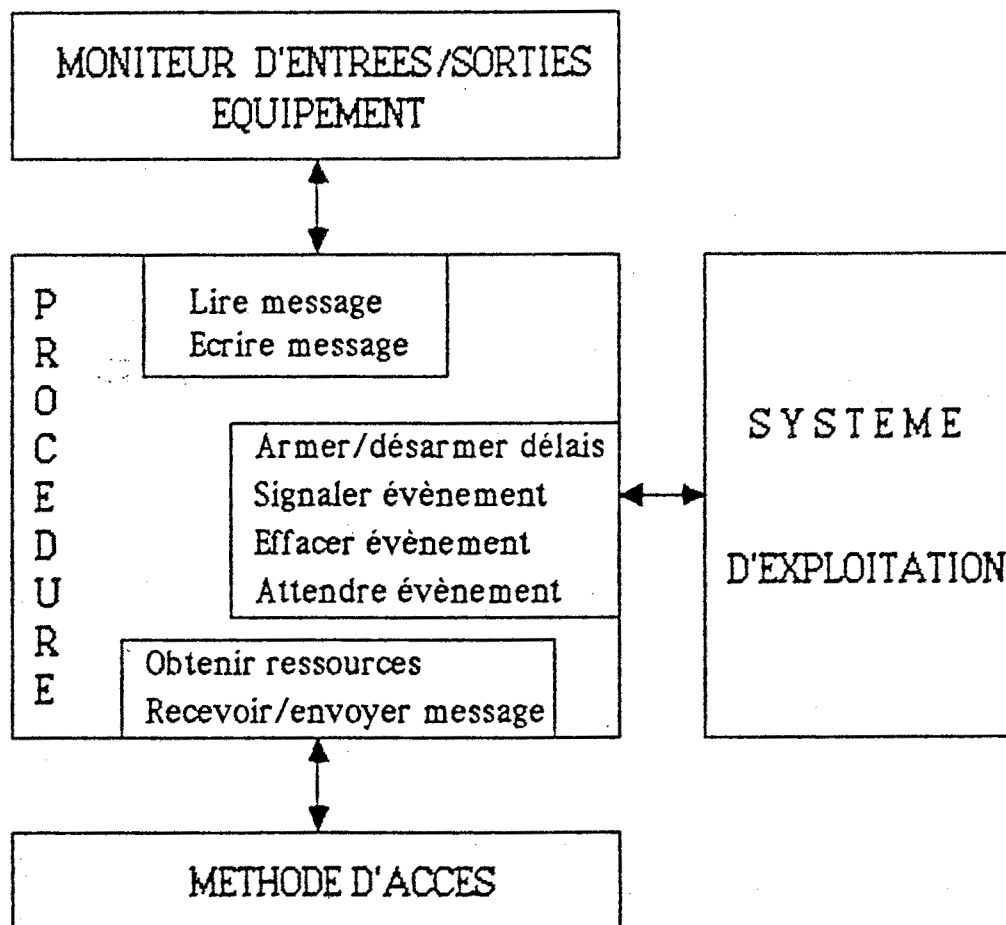 MONITEUR D'ENTREES/SORTIES
EQUIPEMENT
PROCEDURE
Lire message
Ecrire message
Armer/désarmer délais
Signaler évènement
Effacer évènement
Attendre évènement
Obtenir ressources
Recevoir/envoyer message
SYSTEME
D'EXPLOITATION
METHODE D'ACCES